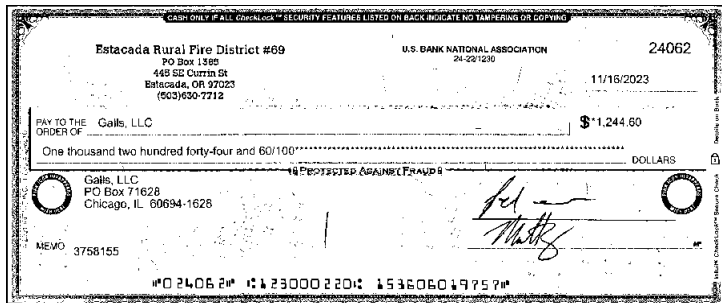 CASH ONLY IF ALL CheckLock™ SECURITY FEATURES LISTED ON BACK INDICATE NO TAMPERING OR COPYING
Estacada Rural Fire District #69
PO Box 1385
445 SE Currin St
Estacada, OR 97023
(503)630-7712
U.S. BANK NATIONAL ASSOCIATION
24-22/1230
24062
11/16/2023
PAY TO THE ORDER OF Galls, LLC
$**1,244.60
One thousand two hundred forty-four and 60/100
DOLLARS
PROTECTED AGAINST FRAUD
Galls, LLC
PO Box 71628
Chicago, IL 60694-1628
MEMO 3758155
⑈024062⑈ ⑆123000220⑆ 153606019757⑈